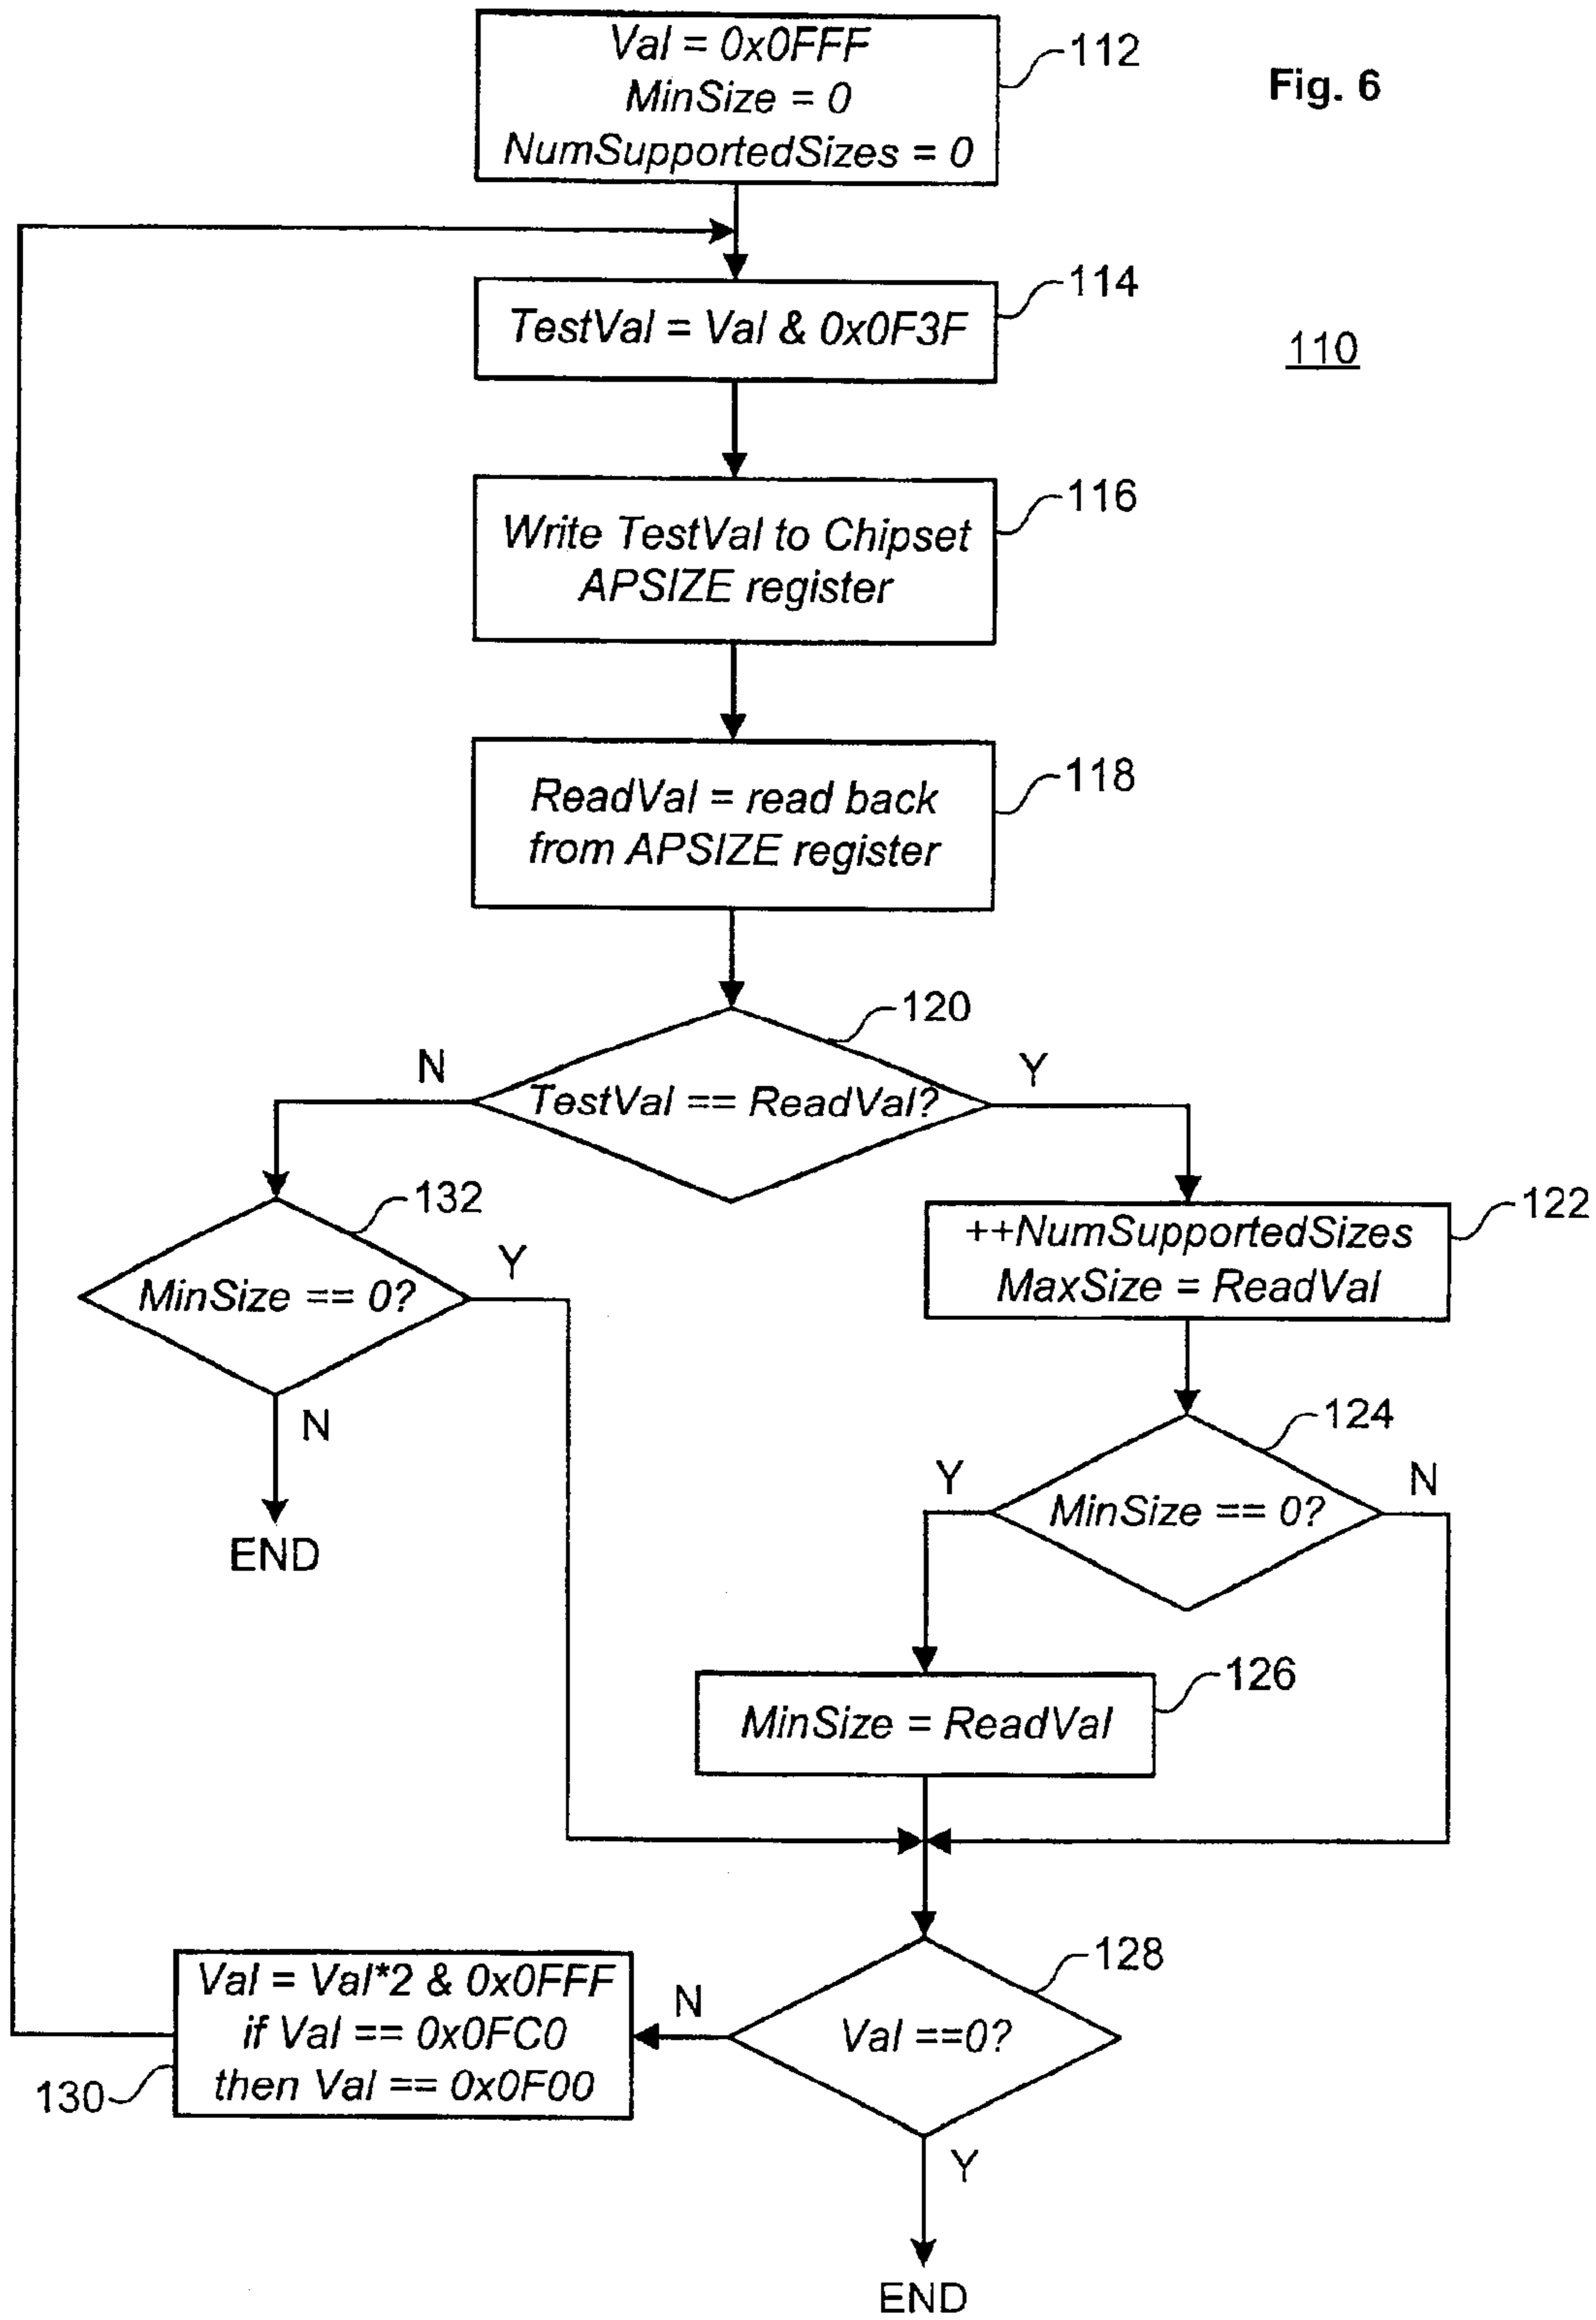 Val = 0x0FFF
MinSize = 0
NumSupportedSizes = 0
112
Fig. 6
TestVal = Val & 0x0F3F
114
110
Write TestVal to Chipset
APSIZE register
116
ReadVal = read back
from APSIZE register
118
120
N
TestVal == ReadVal?
Y
132
MinSize == 0?
Y
N
END
++NumSupportedSizes
MaxSize = ReadVal
122
124
Y
MinSize == 0?
N
MinSize = ReadVal
126
128
Val ==0?
N
Val = Val*2 & 0x0FFF
if Val == 0x0FC0
then Val == 0x0F00
130
Y
END